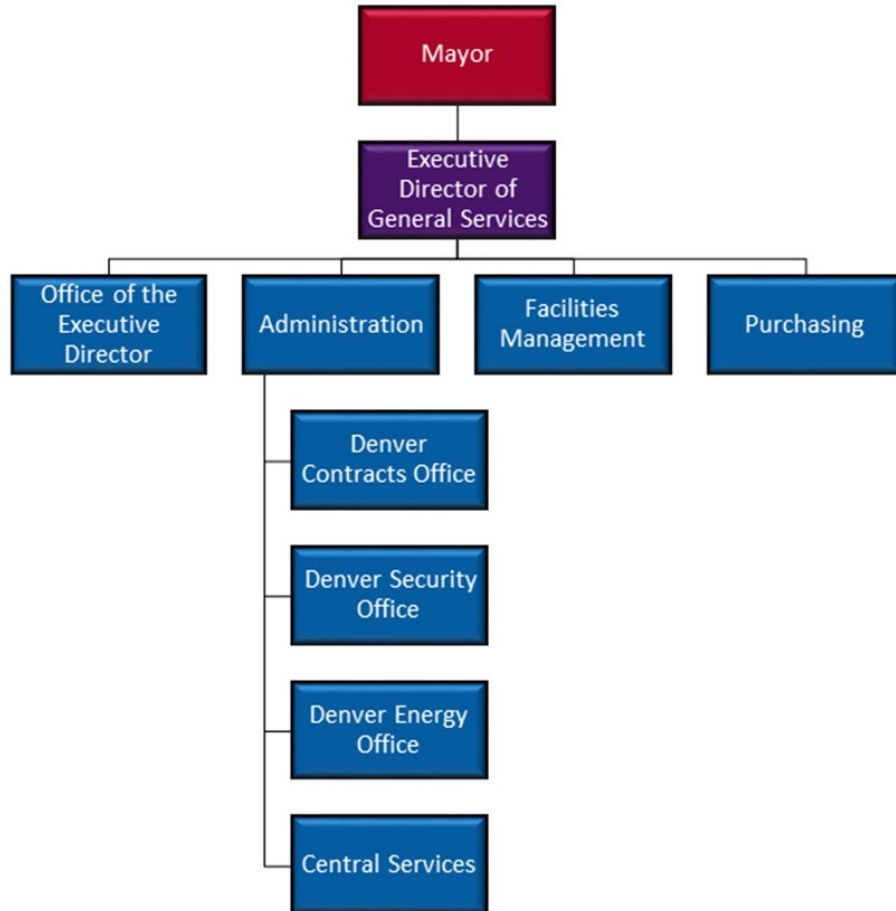 Mayor
Executive
Director of
General Services
Office of the
Executive
Director
Administration
Facilities
Management
Purchasing
Denver
Contracts Office
Denver Security
Office
Denver Energy
Office
Central Services